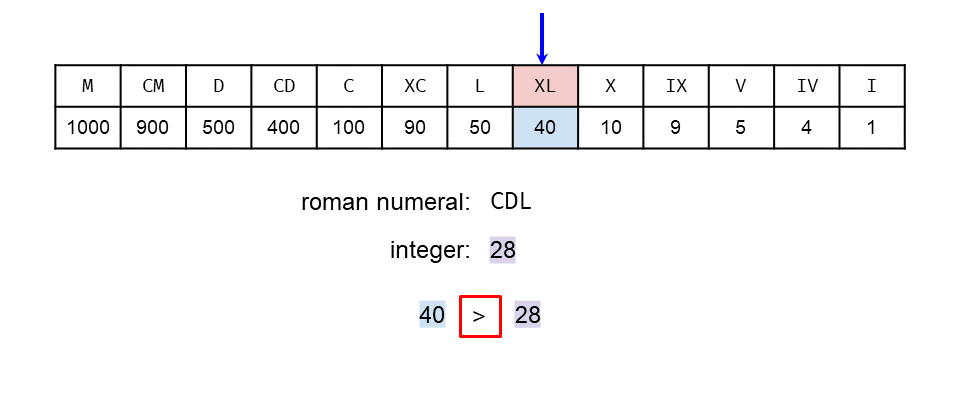 M CM D CD C XC L XL X IX V IV I
1000 900 500 400 100 90 50 40 10 9 5 4 1
roman numeral: CDL
integer: 28
40 > 28